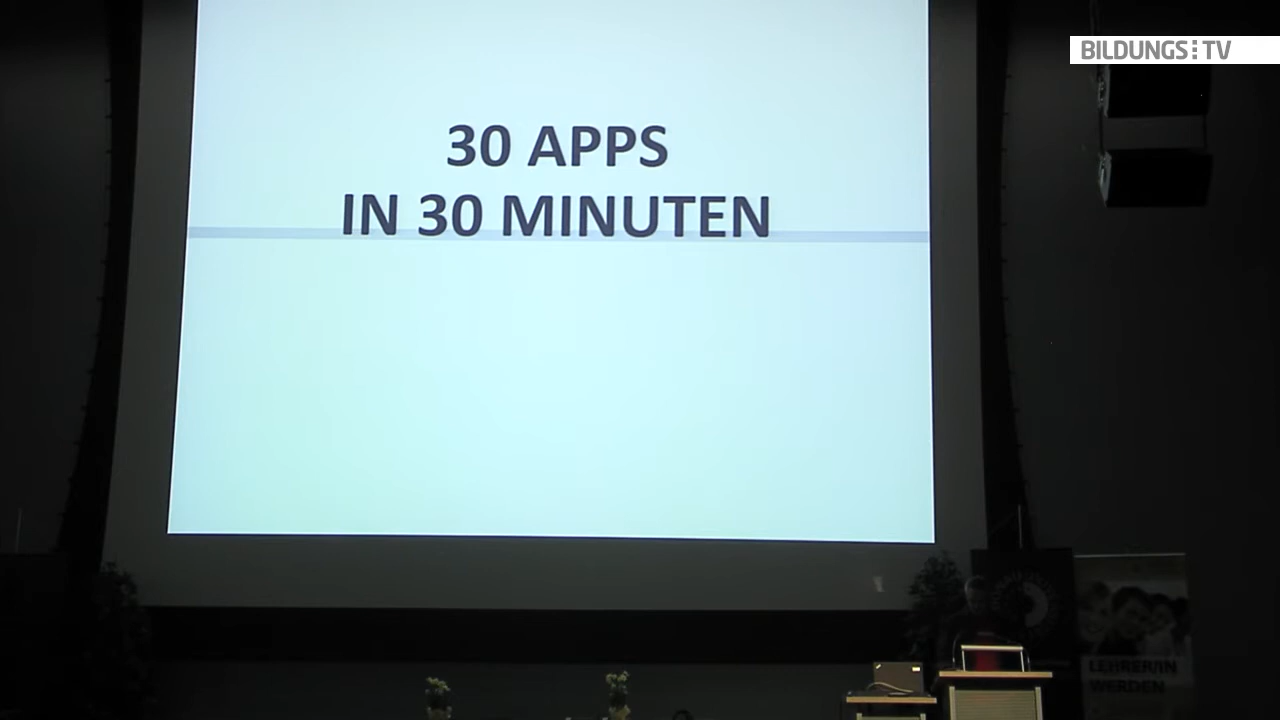 BILDUNGS:TV
30 APPS
IN 30 MINUTEN
LEHRER/IN
WERDEN